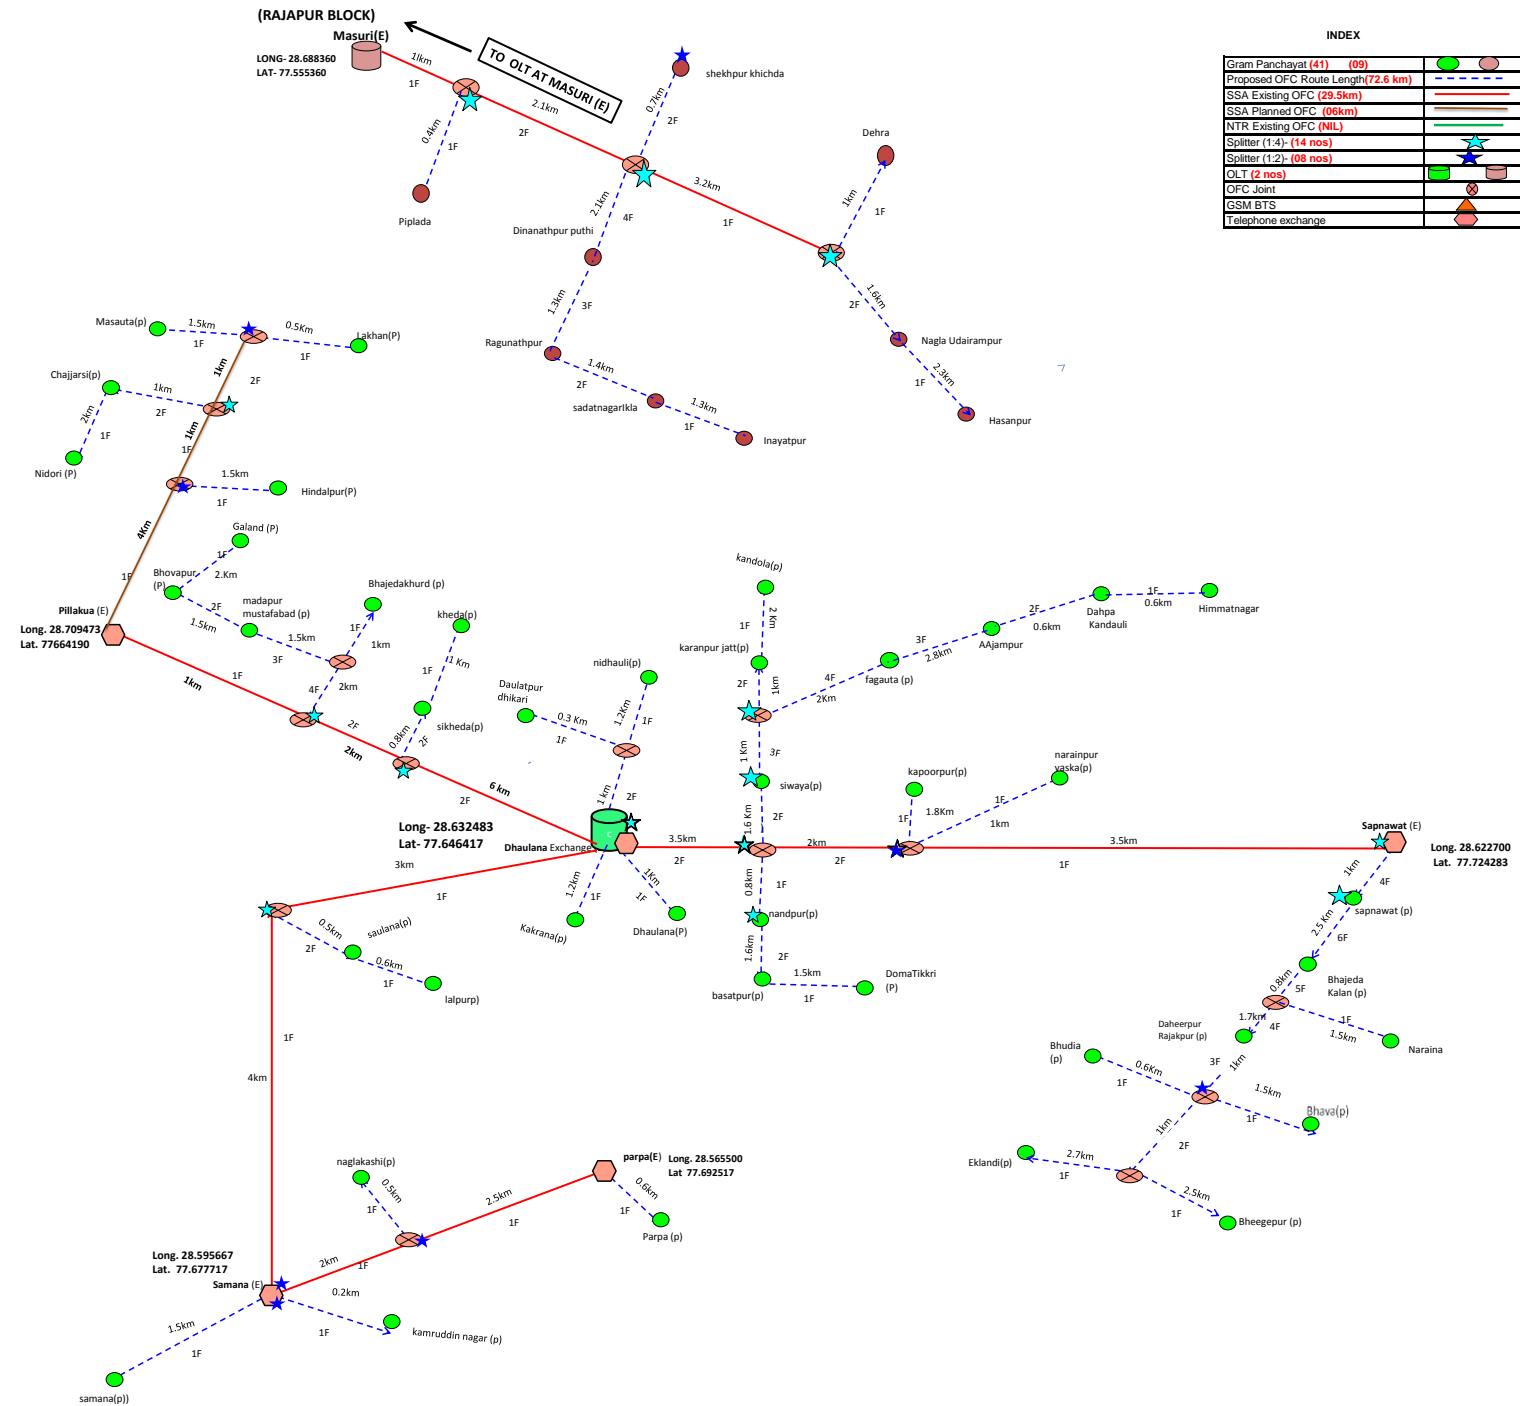 (RAJAPUR BLOCK)
Masuri(E)
LONG- 28.688360
LAT- 77.555360
1lkm
1F
TO OLT AT MASURI (E)
2.1km
2F
0.4km
1F
Piplada
shekhpur khichda
0.7km
2F
Dehra
1km
1F
3.2km
1F
2.1km
4F
Dinanathpur puthi
1.3km
3F
Ragunathpur
1.4km
2F
sadatnagarIkla
1.3km
1F
Inayatpur
1.6km
2F
Nagla Udairampur
2.3km
1F
Hasanpur
INDEX
Gram Panchayat (41) (09)
Proposed OFC Route Length(72.6 km)
SSA Existing OFC (29.5km)
SSA Planned OFC (06km)
NTR Existing OFC (NIL)
Splitter (1:4)- (14 nos)
Splitter (1:2)- (08 nos)
OLT (2 nos)
OFC Joint
GSM BTS
Telephone exchange
Masauta(p)
1.5km
1F
0.5Km
1F
Lakhan(P)
1km
2F
Chajjarsi(p)
1km
2F
2km
1F
Nidori (P)
1km
1F
1.5km
1F
Hindalpur(P)
4Km
1F
Galand (P)
1F
2.Km
Bhovapur
(P)
2F
1.5km
madapur
mustafabad (p)
1.5km
3F
Bhajedakhurd (p)
1F
1km
4F
2km
Pillakua (E)
Long. 28.709473
Lat. 77664190
1F
1km
2F
2km
kheda(p)
1 Km
1F
sikheda(p)
0.8km
2F
6 km
2F
nidhauli(p)
1.2Km
1F
Daulatpur
dhikari
0.3 Km
1F
1 km
2F
Long- 28.632483
Lat- 77.646417
C
Dhaulana Exchange
3km
1F
1.2km
1F
Kakrana(p)
1Km
1F
Dhaulana(P)
3.5km
2F
kandola(p)
2 Km
1F
karanpur jatt(p)
2F
1km
4F
2Km
fagauta (p)
3F
2.8km
AAjampur
2F
0.6km
Dahpa
Kandauli
1F
0.6km
Himmatnagar
1 Km
3F
siwaya(p)
1.6 Km
2F
2km
2F
kapoorpur(p)
1F
1.8Km
narainpur
vaska(p)
1F
1km
3.5km
1F
Sapnawat (E)
Long. 28.622700
Lat. 77.724283
0.8km
1F
nandpur(p)
1.6km
2F
basatpur(p)
1.5km
1F
DomaTikkri
(P)
1km
4F
sapnawat (p)
2.5 Km
6F
Bhajeda
Kalan (p)
0.8km
5F
1F
1.5km
Naraina
1.7km
4F
Daheerpur
Rajakpur (p)
3F
1km
Bhudia
(p)
0.6Km
1F
1.5km
1F
Bhava(p)
1km
2F
Eklandi(p)
2.7km
1F
2.5km
1F
Bheegepur (p)
0.5km
2F
saulana(p)
0.6km
1F
lalpurp)
1F
4km
naglakashi(p)
0.5km
1F
parpa(E)
Long. 28.565500
Lat 77.692517
2.5km
1F
0.6km
1F
Parpa (p)
2km
1F
Long. 28.595667
Lat. 77.677717
Samana (E)
0.2km
1F
kamruddin nagar (p)
1.5km
1F
samana(p))